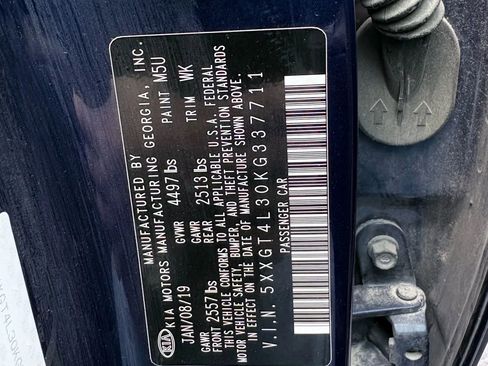 KIA
MANUFACTURED BY
KIA MOTORS MANUFACTURING GEORGIA, INC.
JAN/08/19 GVWR 4497 lbs PAINT M5U
GAWR FRONT 2557 lbs GAWR REAR 2513 lbs TRIM WK
THIS VEHICLE CONFORMS TO ALL APPLICABLE U.S.A. FEDERAL
MOTOR VEHICLE SAFETY, BUMPER, AND THEFT PREVENTION STANDARDS
IN EFFECT ON THE DATE OF MANUFACTURE SHOWN ABOVE.
V.I.N. 5XXGT4L30KG337711
PASSENGER CAR